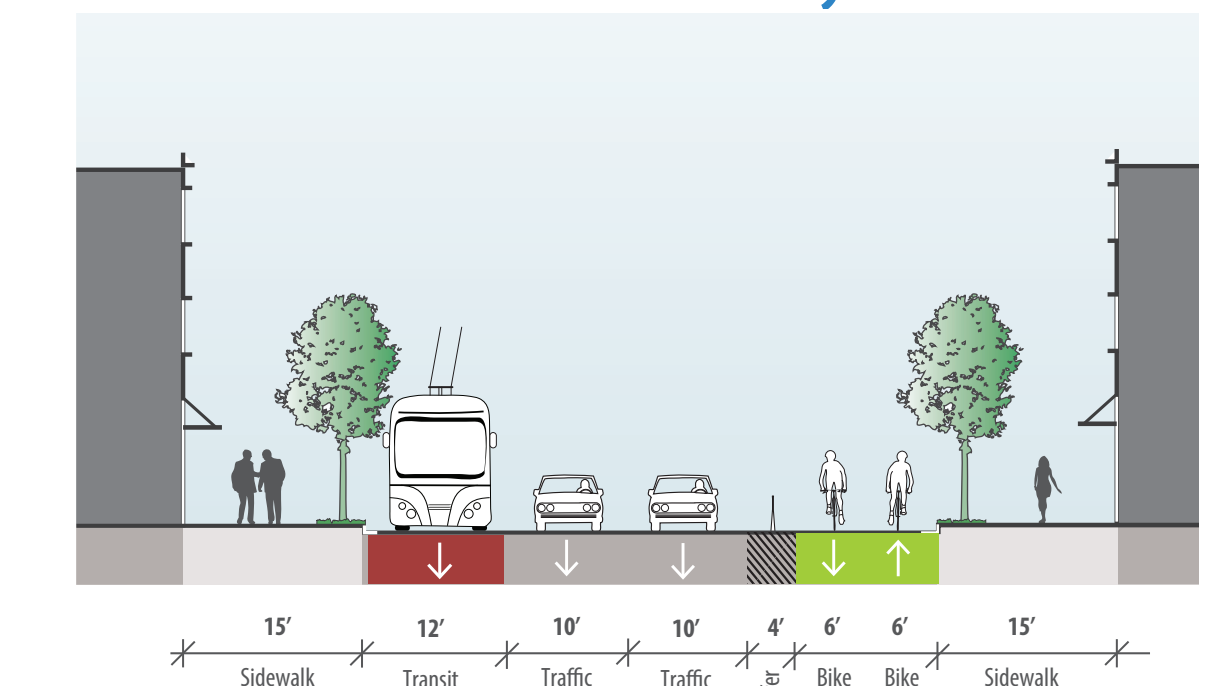 15′ 12′ 10′ 10′ 4′ 6′ 6′ 15′
Sidewalk Transit Traffic Traffic Bike Bike Sidewalk